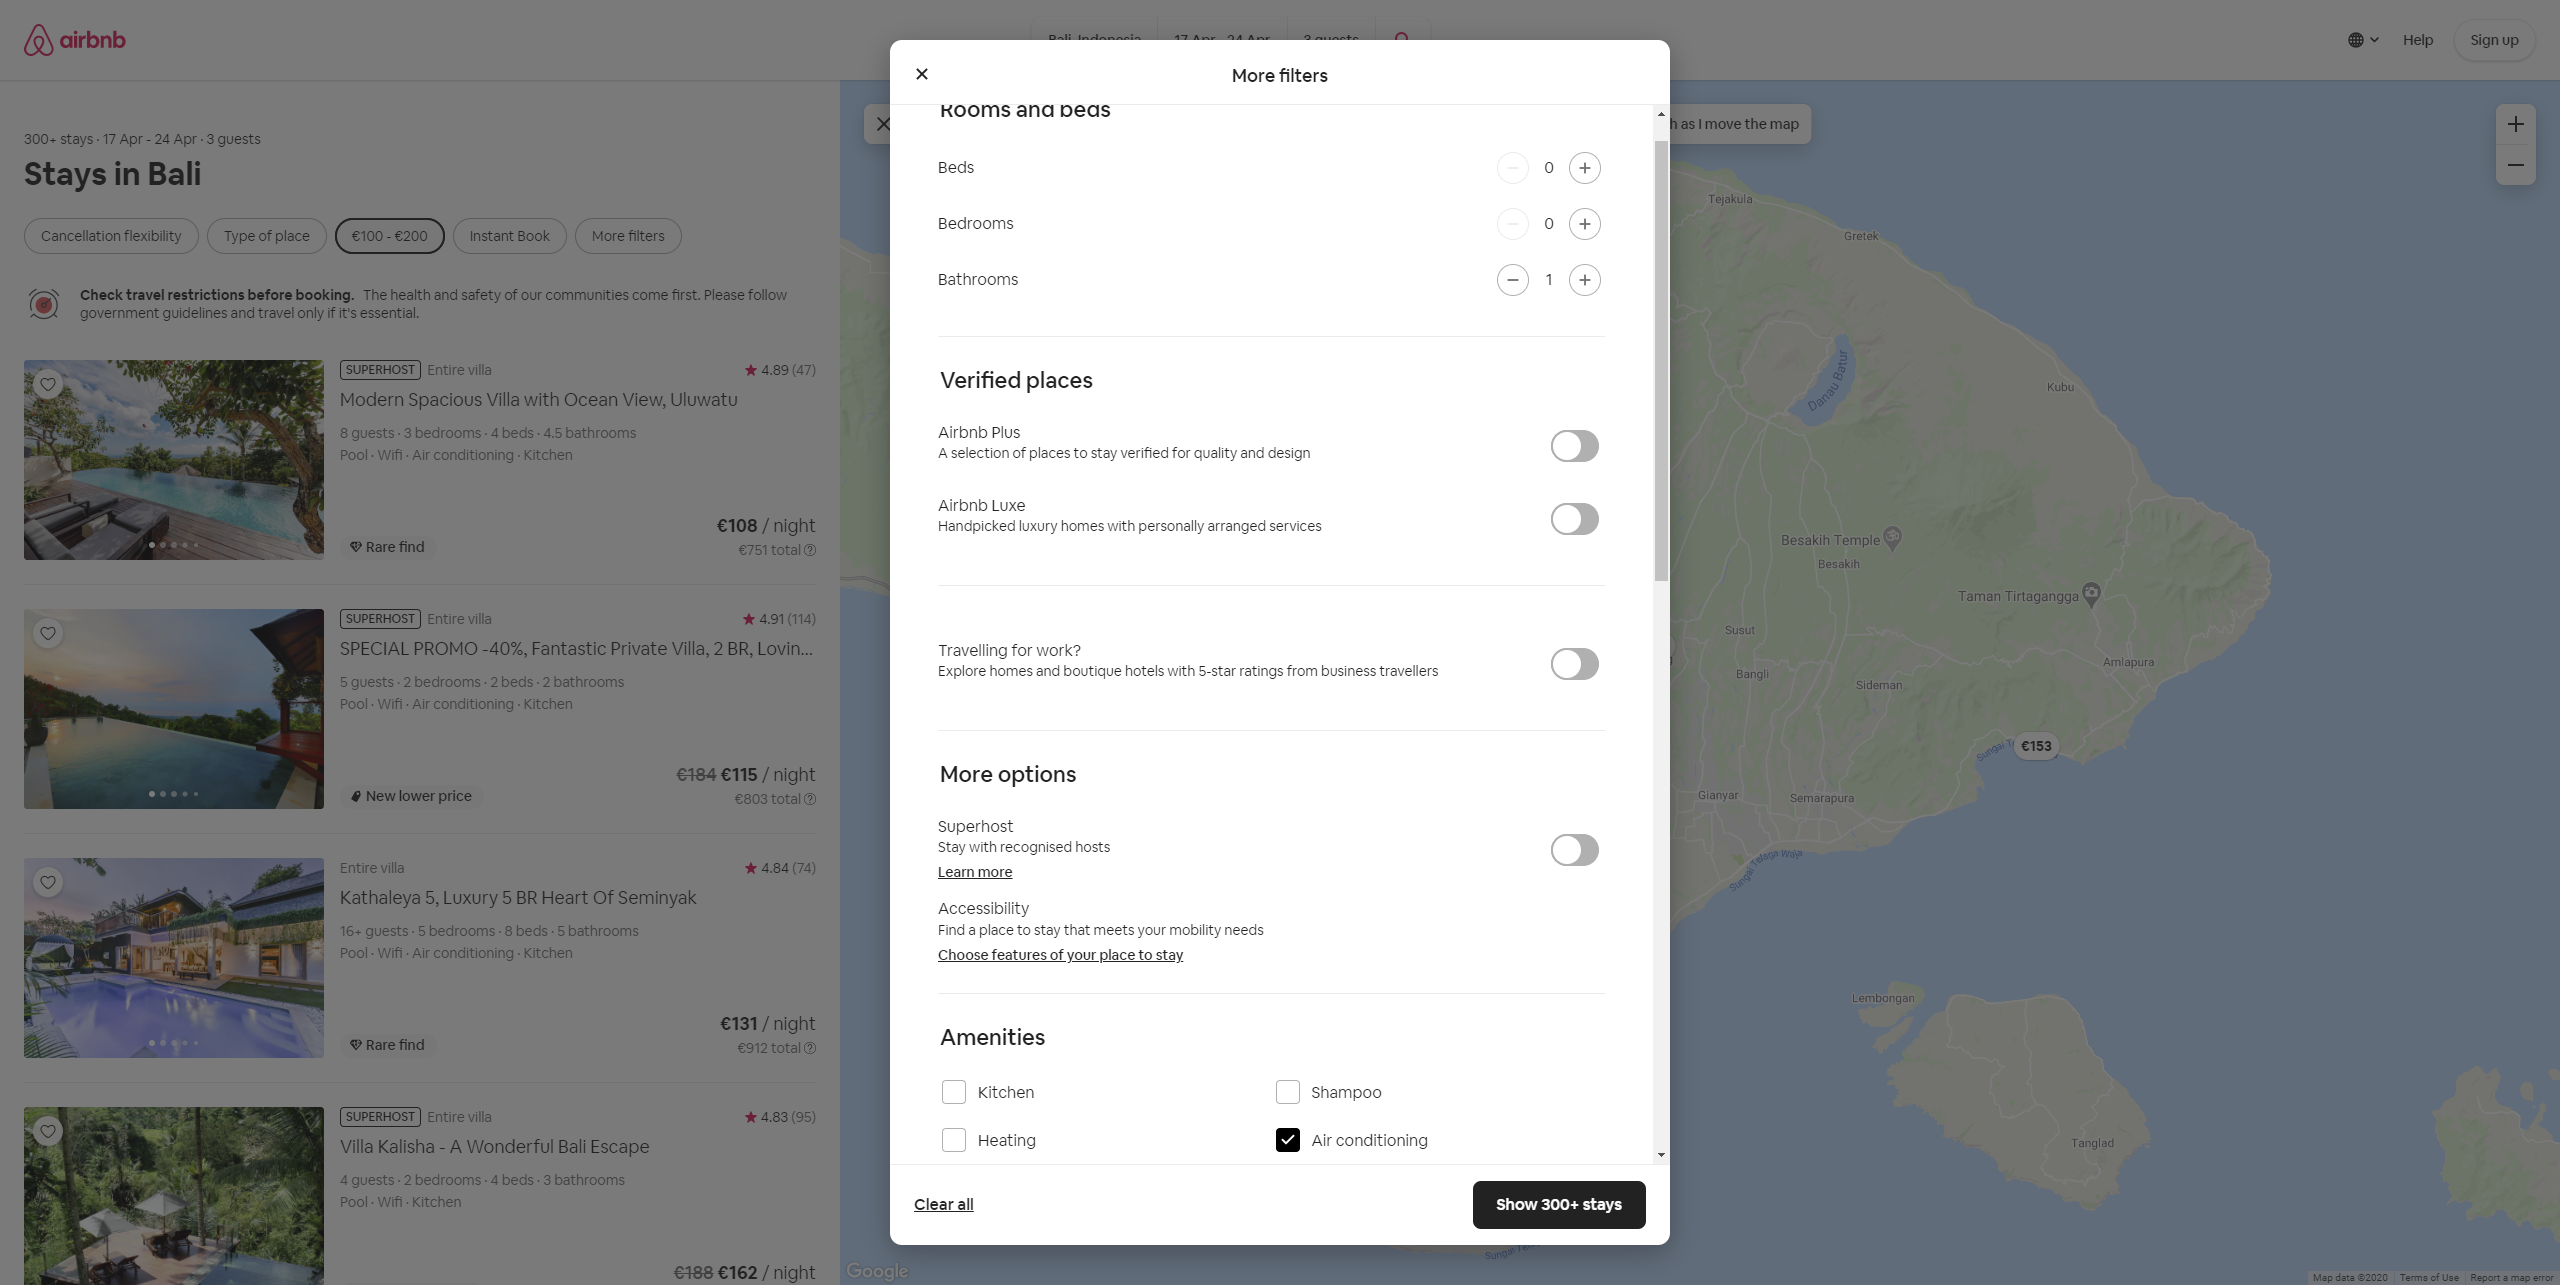 airbnb
Bali, Indonesia
17 Apr - 24 Apr
3 guests
Help
Sign up
300+ stays · 17 Apr - 24 Apr · 3 guests
Stays in Bali
Cancellation flexibility
Type of place
€100 - €200
Instant Book
More filters
Check travel restrictions before booking. The health and safety of our communities come first. Please follow
government guidelines and travel only if it's essential.
SUPERHOST Entire villa
4.89 (47)
Modern Spacious Villa with Ocean View, Uluwatu
8 guests · 3 bedrooms · 4 beds · 4.5 bathrooms
Pool · Wifi · Air conditioning · Kitchen
€108 / night
Rare find
€751 total
SUPERHOST Entire villa
4.91 (114)
SPECIAL PROMO -40%, Fantastic Private Villa, 2 BR, Lovin...
5 guests · 2 bedrooms · 2 beds · 2 bathrooms
Pool · Wifi · Air conditioning · Kitchen
€184 €115 / night
New lower price
€803 total
Entire villa
4.84 (74)
Kathaleya 5, Luxury 5 BR Heart Of Seminyak
16+ guests · 5 bedrooms · 8 beds · 5 bathrooms
Pool · Wifi · Air conditioning · Kitchen
€131 / night
Rare find
€912 total
SUPERHOST Entire villa
4.83 (95)
Villa Kalisha - A Wonderful Bali Escape
4 guests · 2 bedrooms · 4 beds · 3 bathrooms
Pool · Wifi · Kitchen
€188 €162 / night
More filters
Rooms and beds
Beds
0
Bedrooms
0
Bathrooms
1
Verified places
Airbnb Plus
A selection of places to stay verified for quality and design
Airbnb Luxe
Handpicked luxury homes with personally arranged services
Travelling for work?
Explore homes and boutique hotels with 5-star ratings from business travellers
More options
Superhost
Stay with recognised hosts
Learn more
Accessibility
Find a place to stay that meets your mobility needs
Choose features of your place to stay
Amenities
Kitchen
Shampoo
Heating
Air conditioning
Clear all
Show 300+ stays
h as I move the map
Tejakula
Gretek
Kubu
Danau Batur
Besakih Temple
Besakih
Taman Tirtagangga
Susut
Amlapura
Bangli
Sideman
€153
Gianyar
Semarapura
Sungai Telaga Waja
Lembongan
Tanglad
Google
Map data ©2020
Terms of Use
Report a map error